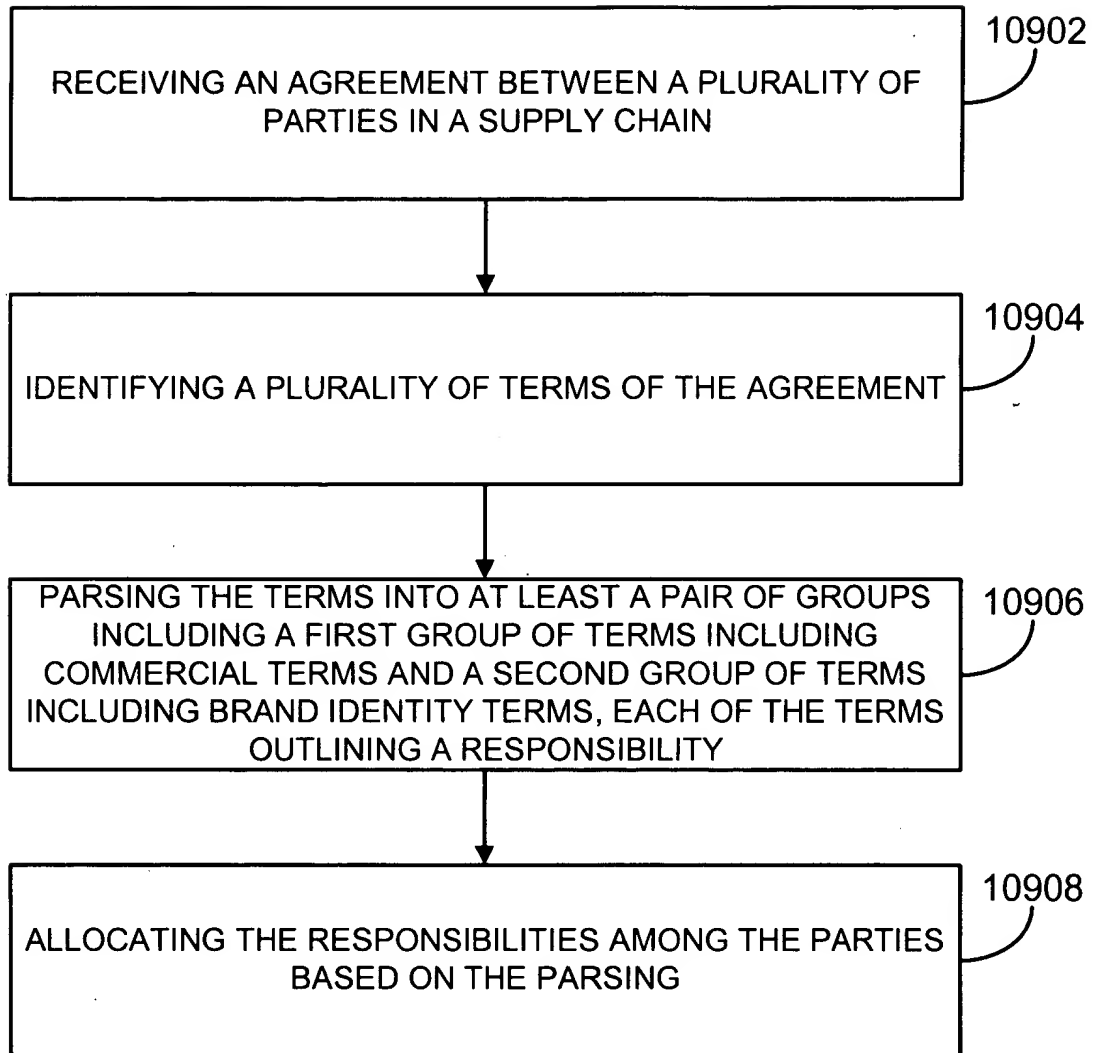 10902
RECEIVING AN AGREEMENT BETWEEN A PLURALITY OF
PARTIES IN A SUPPLY CHAIN
10904
IDENTIFYING A PLURALITY OF TERMS OF THE AGREEMENT
10906
PARSING THE TERMS INTO AT LEAST A PAIR OF GROUPS
INCLUDING A FIRST GROUP OF TERMS INCLUDING
COMMERCIAL TERMS AND A SECOND GROUP OF TERMS
INCLUDING BRAND IDENTITY TERMS, EACH OF THE TERMS
OUTLINING A RESPONSIBILITY
10908
ALLOCATING THE RESPONSIBILITIES AMONG THE PARTIES
BASED ON THE PARSING